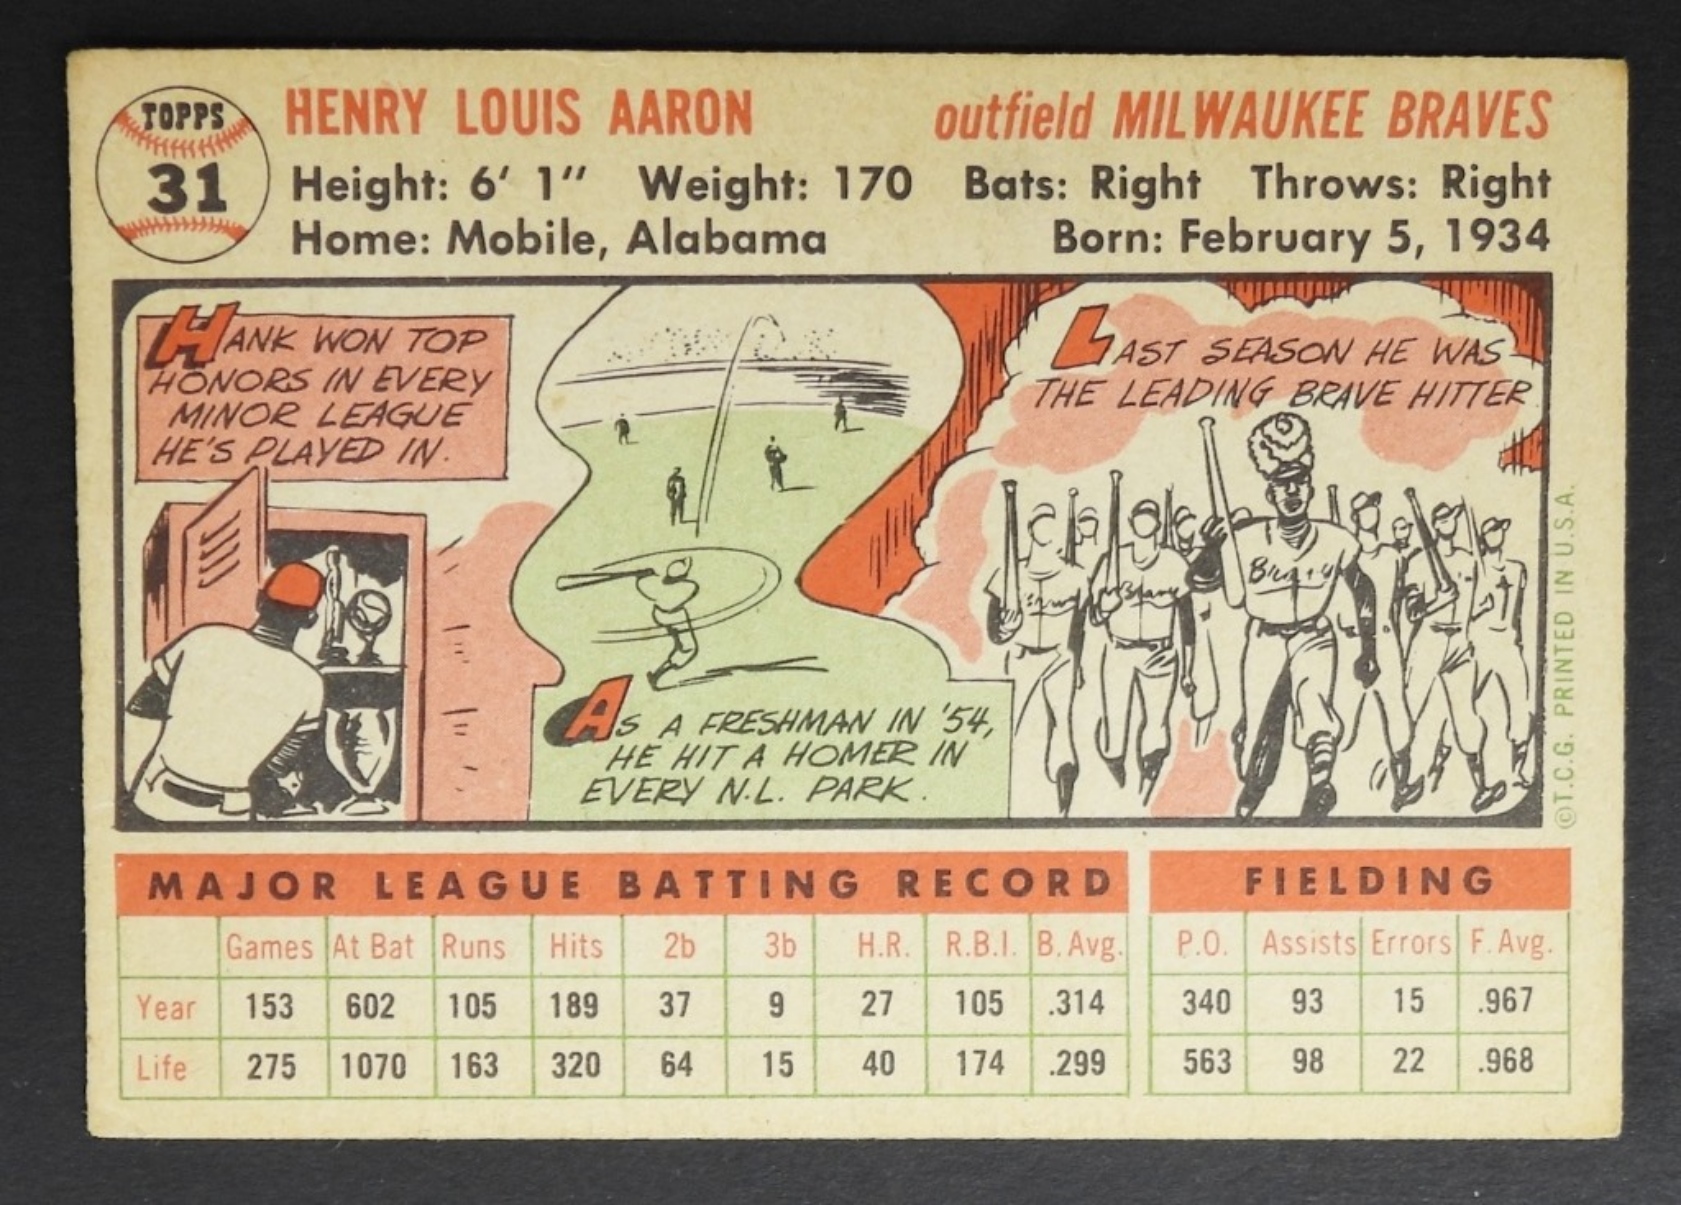 TOPPS
31
HENRY LOUIS AARON outfield MILWAUKEE BRAVES
Height: 6' 1" Weight: 170 Bats: Right Throws: Right
Home: Mobile, Alabama Born: February 5, 1934
HANK WON TOP
HONORS IN EVERY
MINOR LEAGUE
HE'S PLAYED IN.
AS A FRESHMAN IN '54,
HE HIT A HOMER IN
EVERY N.L. PARK.
LAST SEASON HE WAS
THE LEADING BRAVE HITTER
©T.C.G. PRINTED IN U.S.A.
MAJOR LEAGUE BATTING RECORD FIELDING
Games At Bat Runs Hits 2b 3b H.R. R.B.I. B. Avg. P.O. Assists Errors F. Avg.
Year 153 602 105 189 37 9 27 105 .314 340 93 15 .967
Life 275 1070 163 320 64 15 40 174 .299 563 98 22 .968